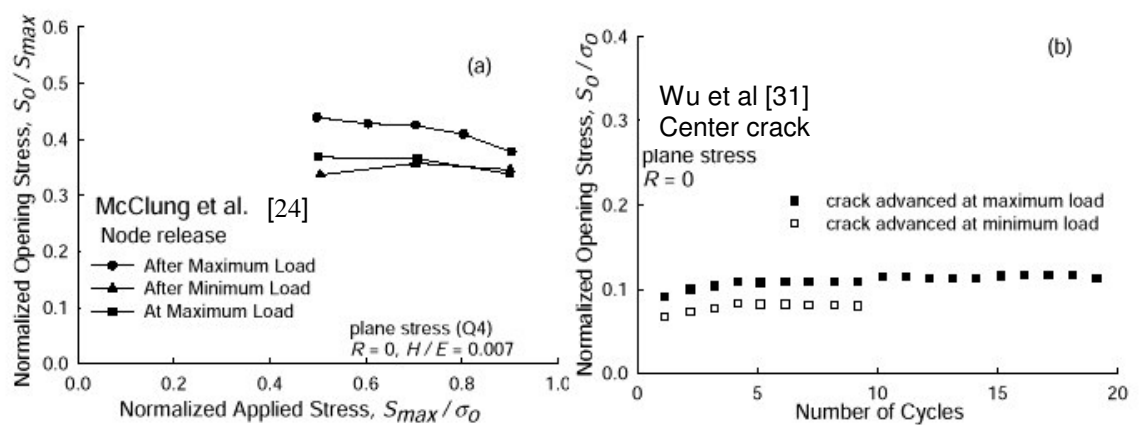 Normalized Opening Stress, S₀ / Smax
0.6
0.5
0.4
0.3
0.2
0.1
0.0
(a)
McClung et al. [24]
Node release
After Maximum Load
After Minimum Load
At Maximum Load
plane stress (Q4)
R = 0, H / E = 0.007
0.0 0.2 0.4 0.6 0.8 1.0
Normalized Applied Stress, Smax / σ₀
Normalized Opening Stress, S₀ / σ₀
0.4
0.3
0.2
0.1
0.0
(b)
Wu et al [31]
Center crack
plane stress
R = 0
crack advanced at maximum load
crack advanced at minimum load
0 5 10 15 20
Number of Cycles